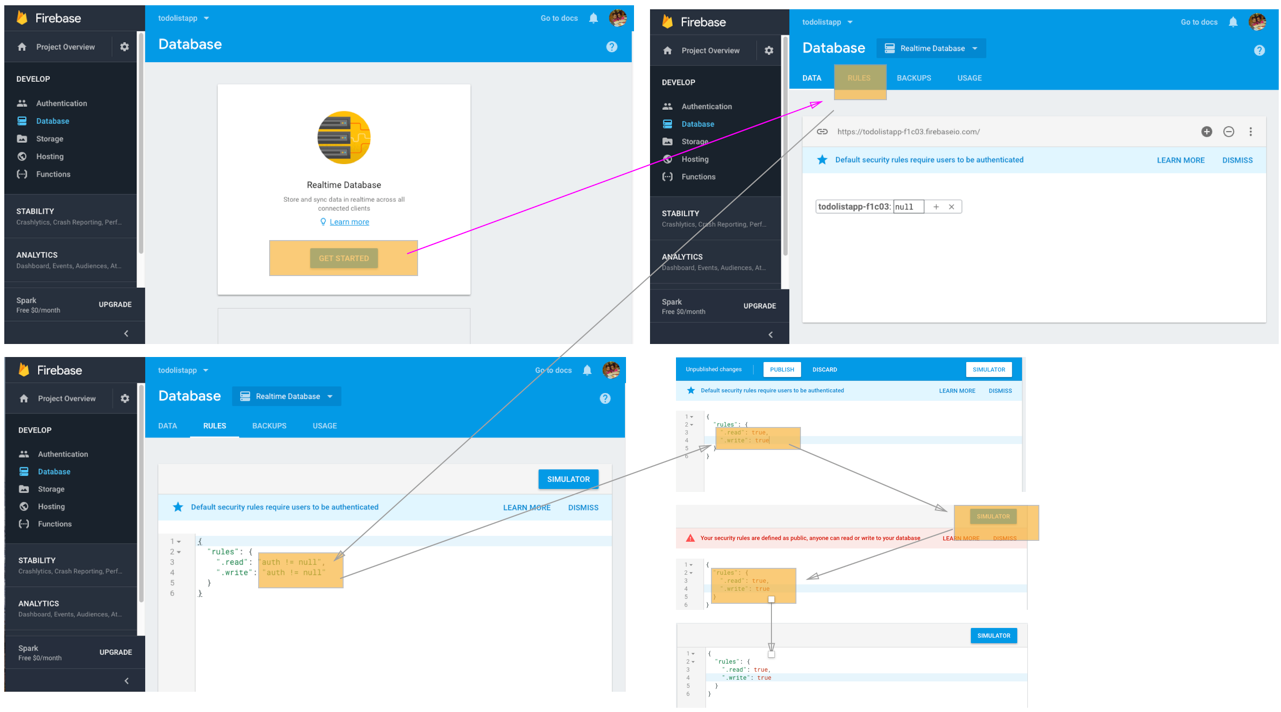 Firebase
Project Overview
DEVELOP
Authentication
Database
Storage
Hosting
Functions
STABILITY
Crashlytics, Crash Reporting, Perf...
ANALYTICS
Dashboard, Events, Audiences, At...
Spark
Free $0/month
UPGRADE
todolistapp
Go to docs
Database
Realtime Database
Store and sync data in realtime across all
connected clients
Learn more
GET STARTED
Firebase
Project Overview
DEVELOP
Authentication
Database
Storage
Hosting
Functions
STABILITY
Crashlytics, Crash Reporting, Perf...
ANALYTICS
Dashboard, Events, Audiences, At...
Spark
Free $0/month
UPGRADE
todolistapp
Go to docs
Database
Realtime Database
DATA RULES BACKUPS USAGE
https://todolistapp-f1c03.firebaseio.com/
Default security rules require users to be authenticated
LEARN MORE DISMISS
todolistapp-f1c03: null
Firebase
Project Overview
DEVELOP
Authentication
Database
Storage
Hosting
Functions
STABILITY
Crashlytics, Crash Reporting, Perf...
ANALYTICS
Dashboard, Events, Audiences, At...
Spark
Free $0/month
UPGRADE
todolistapp
Go to docs
Database
Realtime Database
DATA RULES BACKUPS USAGE
SIMULATOR
Default security rules require users to be authenticated
LEARN MORE DISMISS
1 {
2 "rules": {
3 ".read": "auth != null",
4 ".write": "auth != null"
5 }
6 }
Unpublished changes PUBLISH DISCARD SIMULATOR
Default security rules require users to be authenticated
LEARN MORE DISMISS
1 {
2 "rules": {
3 ".read": true,
4 ".write": true
5 }
6 }
SIMULATOR
Your security rules are defined as public, anyone can read or write to your database
LEARN MORE DISMISS
1 {
2 "rules": {
3 ".read": true,
4 ".write": true
5 }
6 }
SIMULATOR
1 {
2 "rules": {
3 ".read": true,
4 ".write": true
5 }
6 }